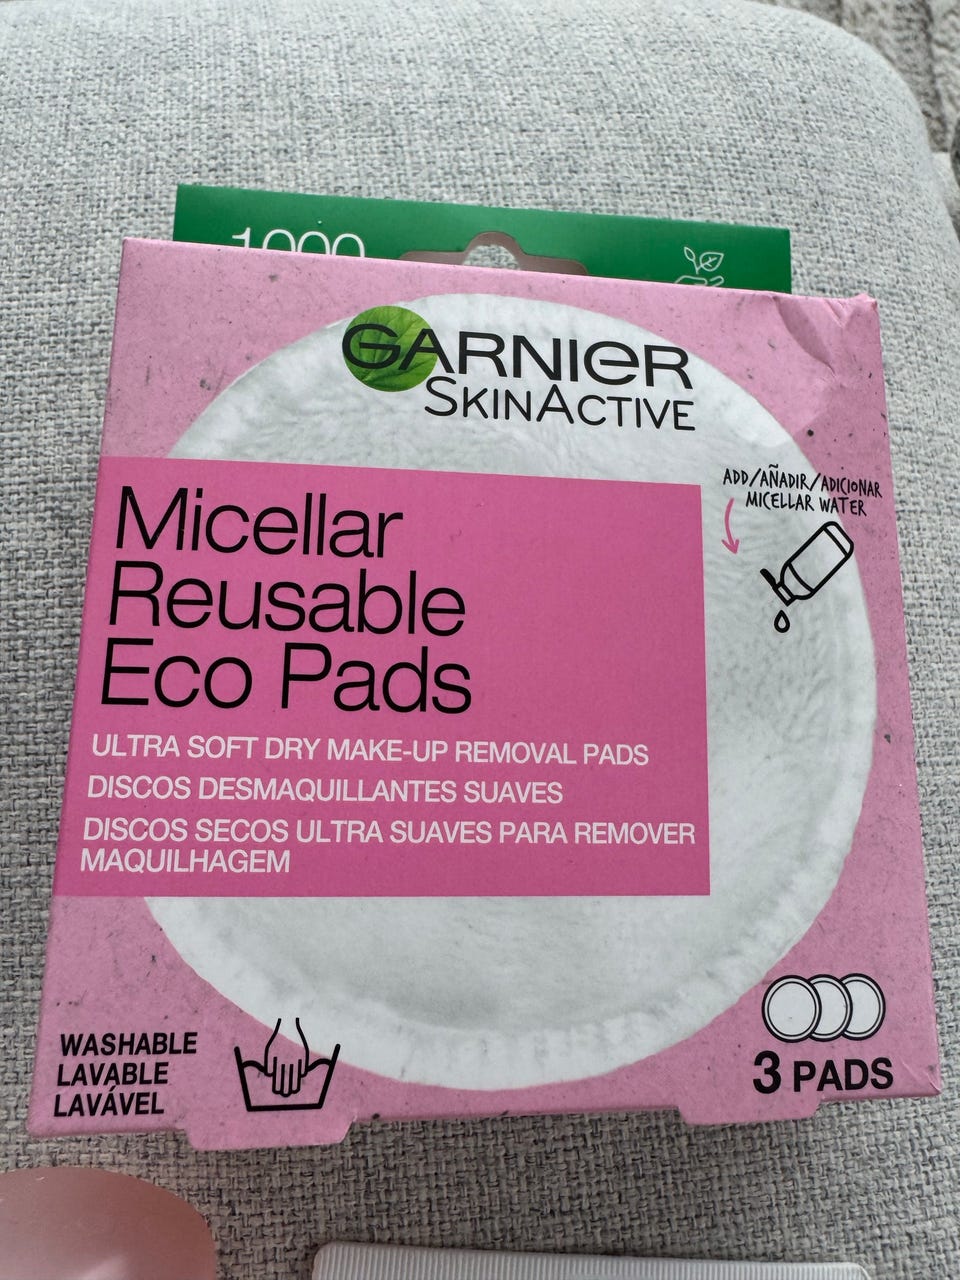 1000
GARNIER
SKINACTIVE
ADD/AÑADIR/ADICIONAR
MICELLAR WATER
Micellar
Reusable
Eco Pads
ULTRA SOFT DRY MAKE-UP REMOVAL PADS
DISCOS DESMAQUILLANTES SUAVES
DISCOS SECOS ULTRA SUAVES PARA REMOVER
MAQUILHAGEM
WASHABLE
LAVABLE
LAVÁVEL
3 PADS